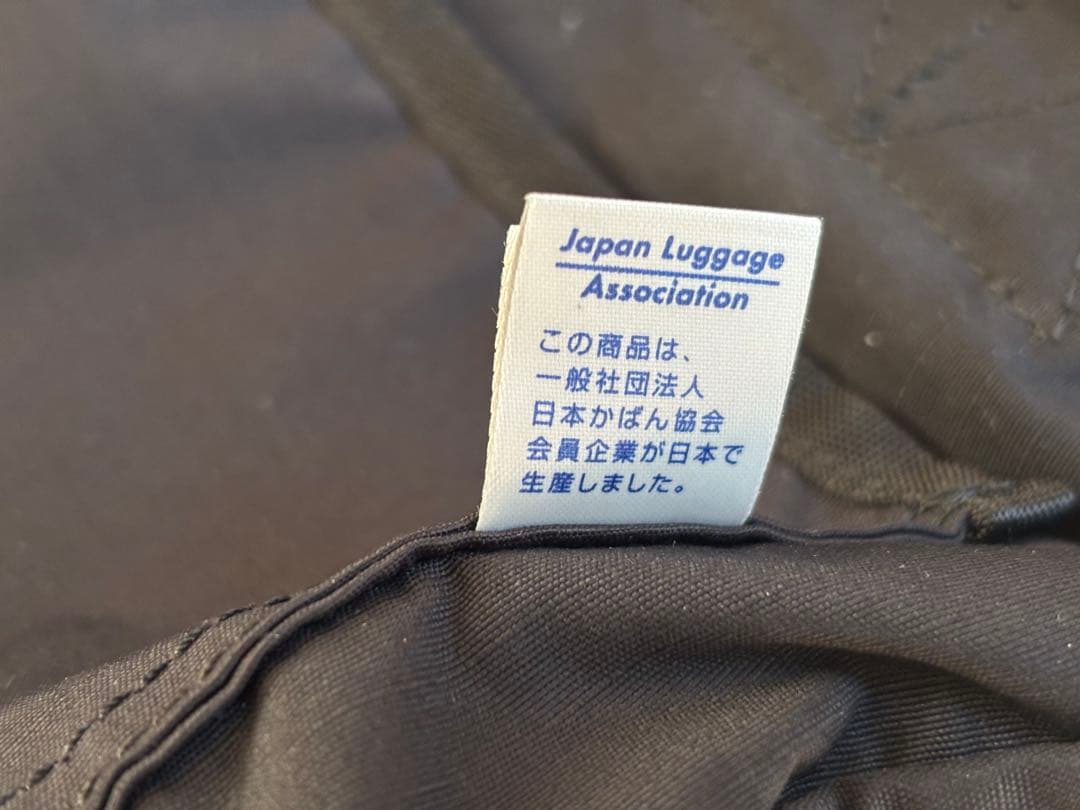 Japan Luggage
Association
この商品は、
一般社団法人
日本かばん協会
会員企業が日本で
生産しました。